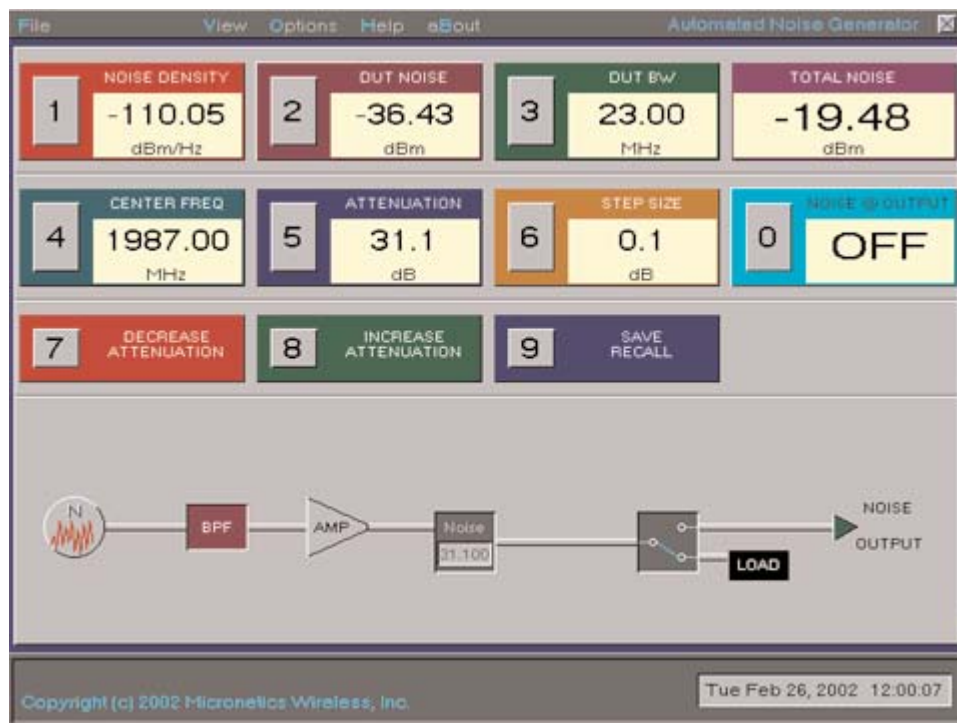 File View Options Help aBout Automated Noise Generator
NOISE DENSITY DUT NOISE DUT BW TOTAL NOISE
1 -110.05 2 -36.43 3 23.00 -19.48
dBm/Hz dBm MHz dBm
CENTER FREQ ATTENUATION STEP SIZE NOISE @ OUTPUT
4 1987.00 5 31.1 6 0.1 0 OFF
MHz dB dB
7 DECREASE ATTENUATION 8 INCREASE ATTENUATION 9 SAVE RECALL
N BPF AMP Noise 31.100 LOAD NOISE OUTPUT
Copyright (c) 2002 Micronetics Wireless, Inc. Tue Feb 26, 2002 12:00:07